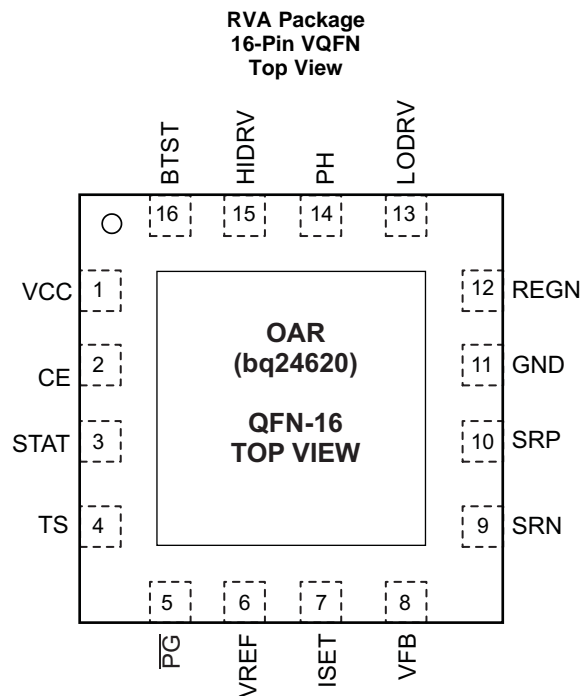 RVA Package
16-Pin VQFN
Top View
BTST
HIDRV
PH
LODRV
16
15
14
13
VCC
1
12
REGN
CE
2
11
GND
STAT
3
10
SRP
TS
4
9
SRN
OAR
(bq24620)
QFN-16
TOP VIEW
5
6
7
8
P̅G̅
VREF
ISET
VFB